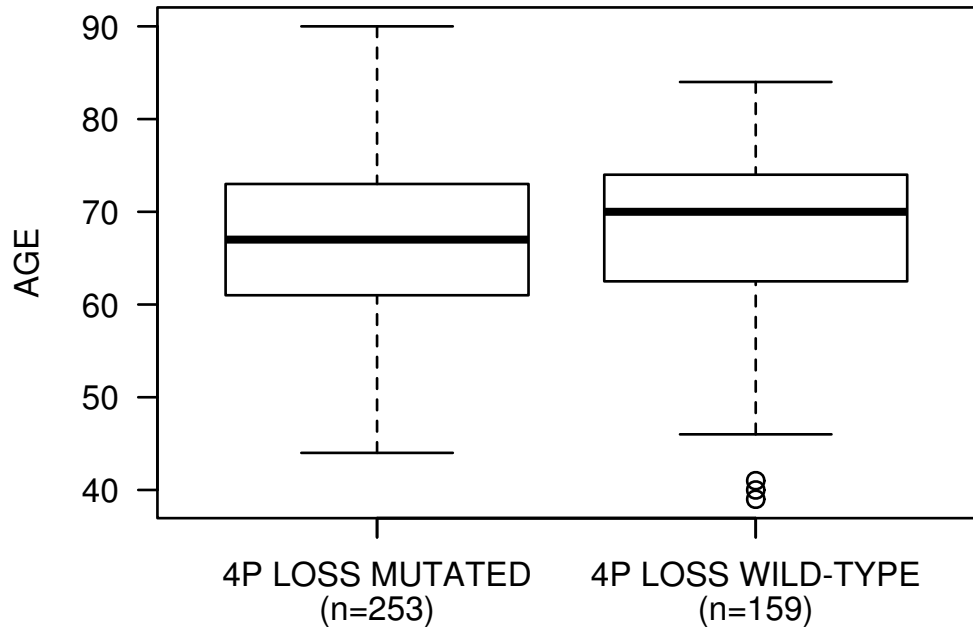 AGE
90
80
70
60
50
40
4P LOSS MUTATED
(n=253)
4P LOSS WILD-TYPE
(n=159)